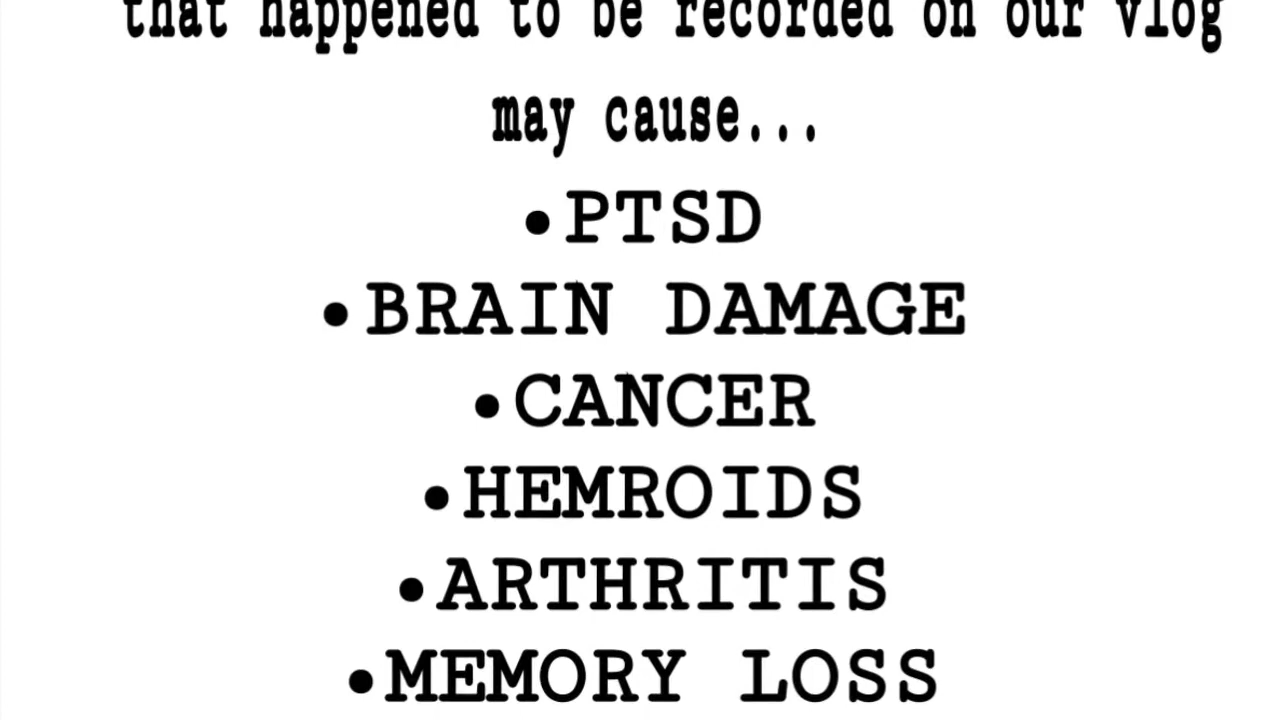 that happened to be recorded on our vlog
may cause...
•PTSD
•BRAIN DAMAGE
•CANCER
•HEMROIDS
•ARTHRITIS
•MEMORY LOSS